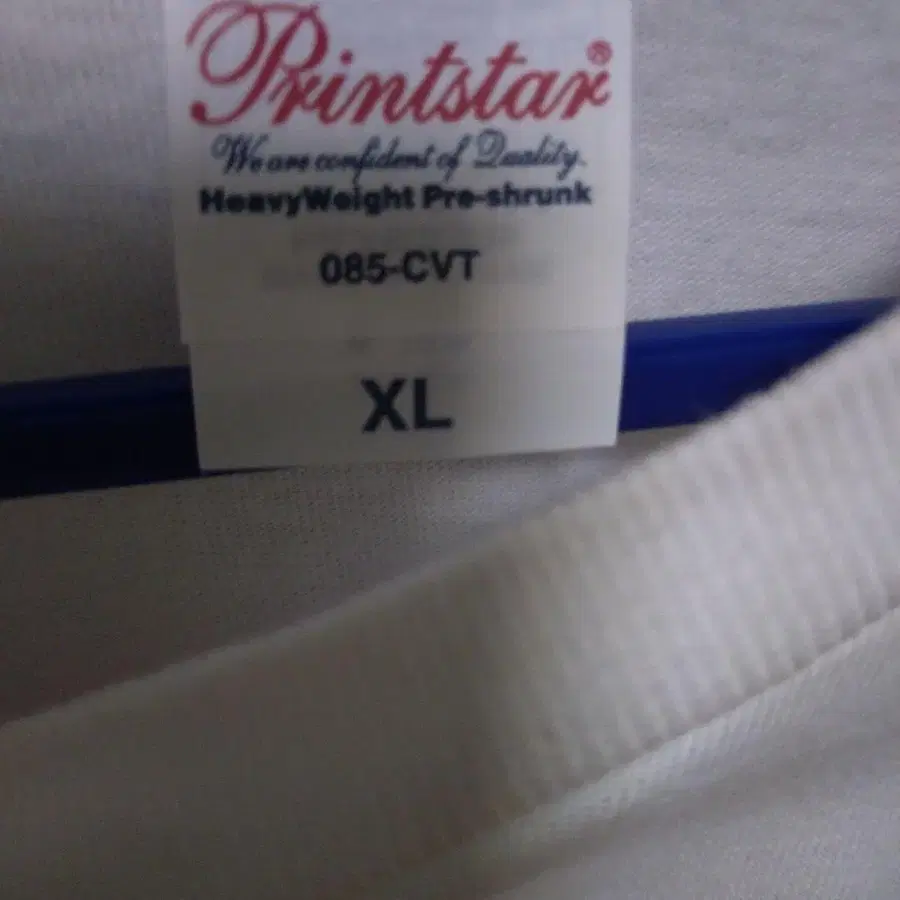 Printstar®
We are confident of Quality.
HeavyWeight Pre-shrunk
085-CVT
XL